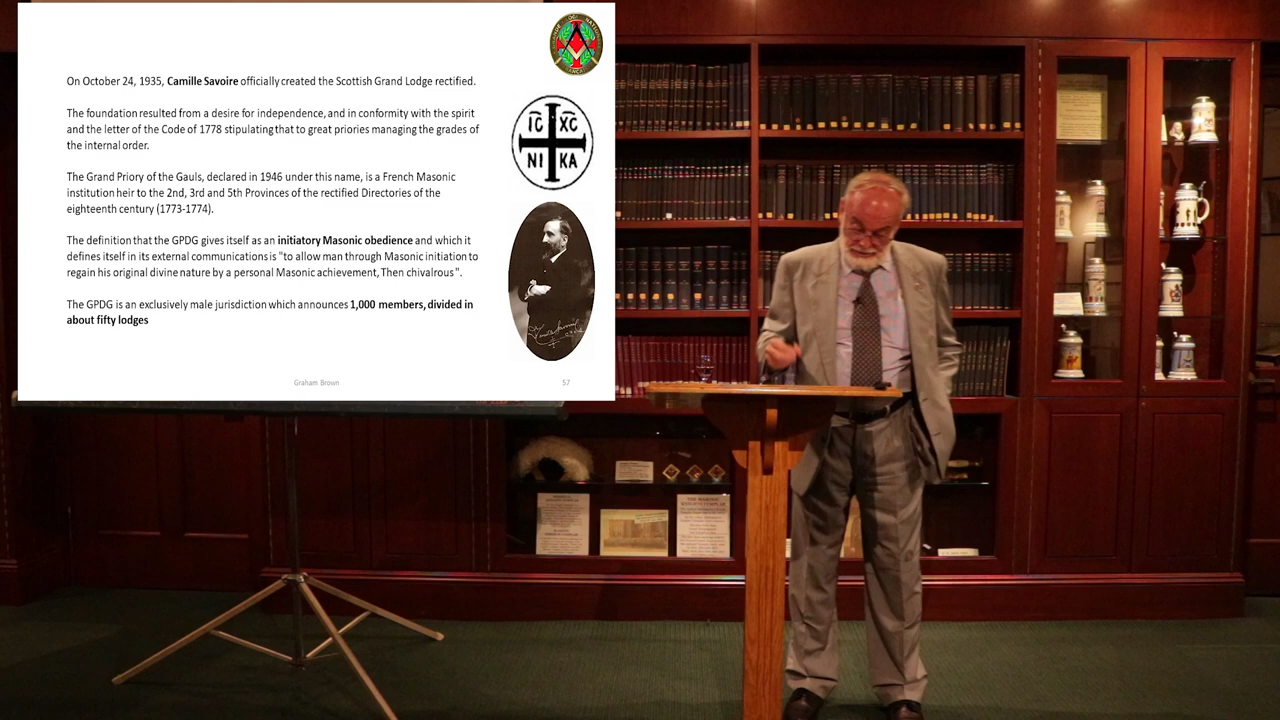 On October 24, 1935, Camille Savoire officially created the Scottish Grand Lodge rectified.
The foundation resulted from a desire for independence, and in conformity with the spirit
and the letter of the Code of 1778 stipulating that to great priories managing the grades of
the internal order.
The Grand Priory of the Gauls, declared in 1946 under this name, is a French Masonic
institution heir to the 2nd, 3rd and 5th Provinces of the rectified Directories of the
eighteenth century (1773-1774).
The definition that the GPDG gives itself as an initiatory Masonic obedience and which it
defines itself in its external communications is "to allow man through Masonic initiation to
regain his original divine nature by a personal Masonic achievement, Then chivalrous".
The GPDG is an exclusively male jurisdiction which announces 1,000 members, divided in
about fifty lodges
IC XC
NI KA
Graham Brown
57